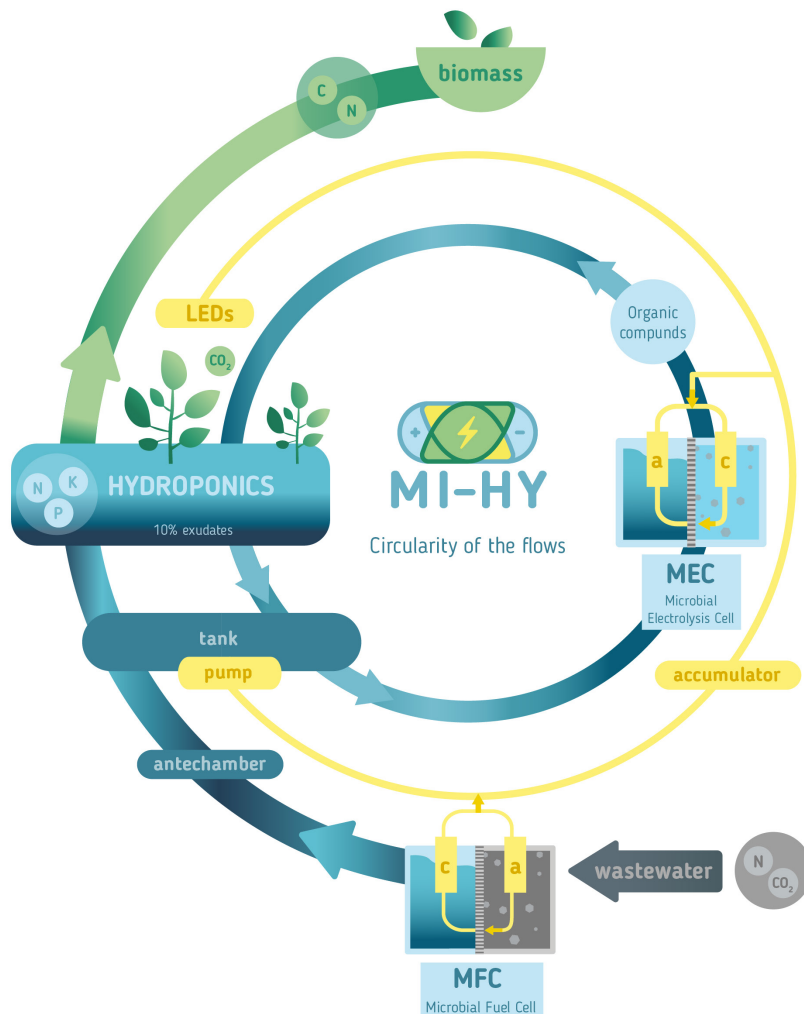 biomass
C
N
LEDs
CO₂
Organic
compunds
+
-
a
c
N
K
P
HYDROPONICS
10% exudates
MI-HY
Circularity of the flows
MEC
Microbial
Electrolysis Cell
tank
pump
accumulator
antechamber
c
a
wastewater
N
CO₂
MFC
Microbial Fuel Cell